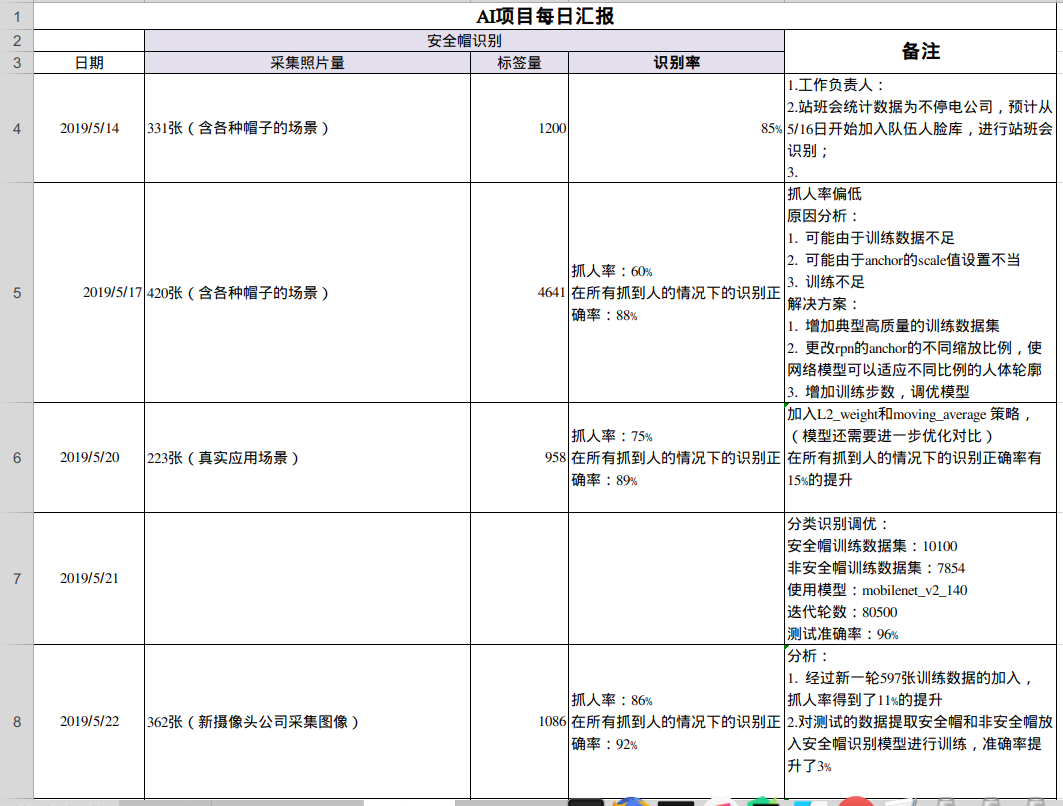 1
AI项目每日汇报
2
安全帽识别
备注
3
日期
采集照片量
标签量
识别率
4
2019/5/14
331张（含各种帽子的场景）
1200
85%
1.工作负责人：
2.站班会统计数据为不停电公司，预计从
5/16日开始加入队伍人脸库，进行站班会
识别；
3.
5
2019/5/17
420张（含各种帽子的场景）
4641
抓人率：60%
在所有抓到人的情况下的识别正
确率：88%
抓人率偏低
原因分析：
1. 可能由于训练数据不足
2. 可能由于anchor的scale值设置不当
3. 训练不足
解决方案：
1. 增加典型高质量的训练数据集
2. 更改rpn的anchor的不同缩放比例，使
网络模型可以适应不同比例的人体轮廓
3. 增加训练步数，调优模型
6
2019/5/20
223张（真实应用场景）
958
抓人率：75%
在所有抓到人的情况下的识别正
确率：89%
加入L2_weight和moving_average 策略，
（模型还需要进一步优化对比）
在所有抓到人的情况下的识别正确率有
15%的提升
7
2019/5/21
分类识别调优：
安全帽训练数据集：10100
非安全帽训练数据集：7854
使用模型：mobilenet_v2_140
迭代轮数：80500
测试准确率：96%
8
2019/5/22
362张（新摄像头公司采集图像）
1086
抓人率：86%
在所有抓到人的情况下的识别正
确率：92%
分析：
1. 经过新一轮597张训练数据的加入，
抓人率得到了11%的提升
2.对测试的数据提取安全帽和非安全帽放
入安全帽识别模型进行训练，准确率提
升了3%